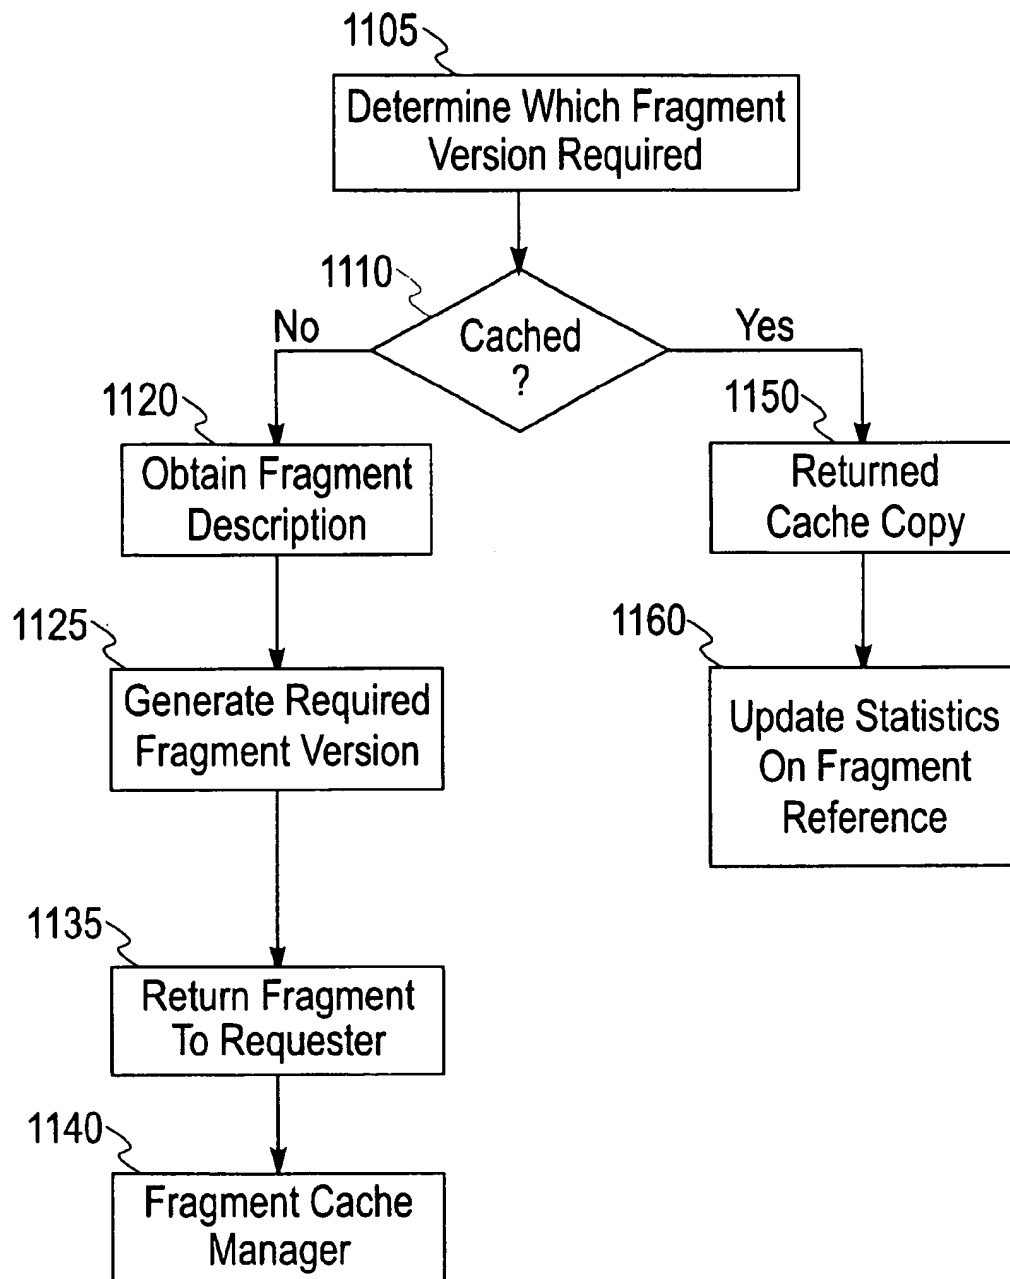 1105
Determine Which Fragment
Version Required
1110
No
Cached
?
Yes
1120
Obtain Fragment
Description
1150
Returned
Cache Copy
1125
Generate Required
Fragment Version
1160
Update Statistics
On Fragment
Reference
1135
Return Fragment
To Requester
1140
Fragment Cache
Manager